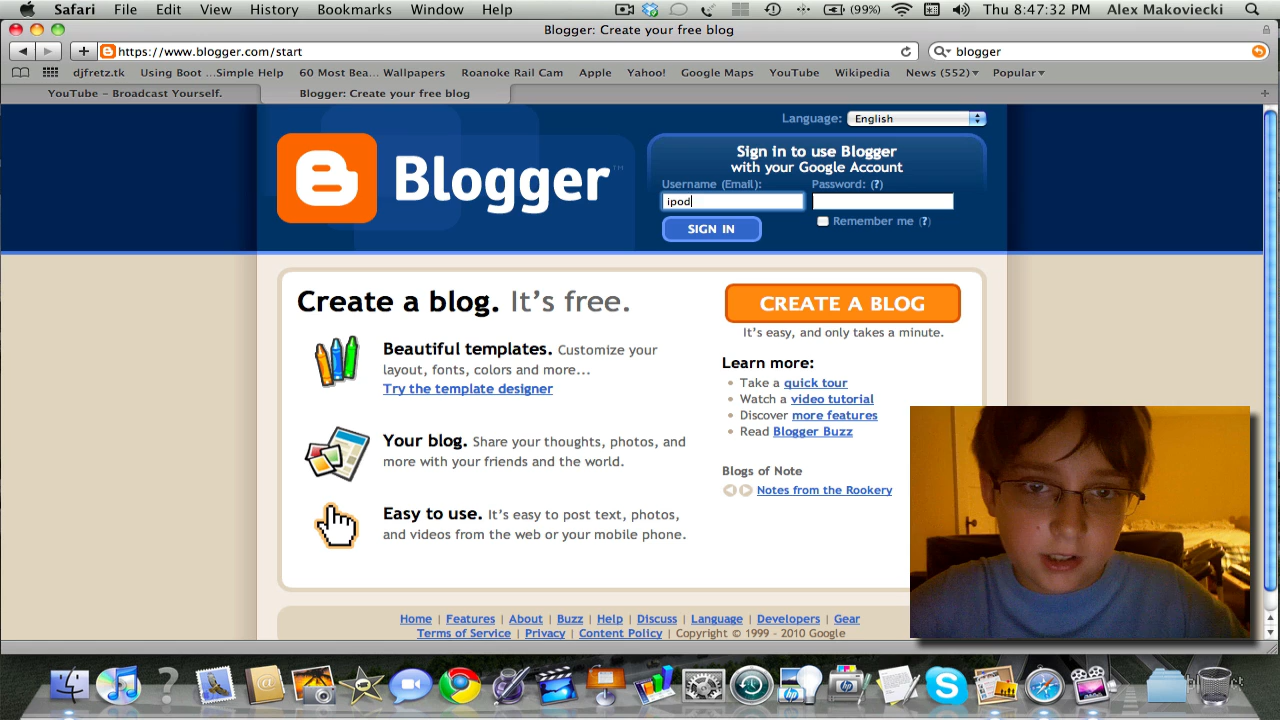 Safari File Edit View History Bookmarks Window Help (99%) Thu 8:47:32 PM Alex Makoviecki
Blogger: Create your free blog
https://www.blogger.com/start blogger
djfretz.tk Using Boot ...Simple Help 60 Most Bea... Wallpapers Roanoke Rail Cam Apple Yahoo! Google Maps YouTube Wikipedia News (552) Popular
YouTube – Broadcast Yourself. Blogger: Create your free blog
Language: English
Blogger™
Sign in to use Blogger
with your Google Account
Username (Email): Password: (?)
ipod
SIGN IN Remember me (?)
Create a blog. It's free.
CREATE A BLOG
It's easy, and only takes a minute.
Beautiful templates. Customize your
layout, fonts, colors and more...
Try the template designer
Learn more:
Take a quick tour
Watch a video tutorial
Discover more features
Read Blogger Buzz
Your blog. Share your thoughts, photos, and
more with your friends and the world.
Blogs of Note
Notes from the Rookery
Easy to use. It's easy to post text, photos,
and videos from the web or your mobile phone.
Home | Features | About | Buzz | Help | Discuss | Language | Developers | Gear
Terms of Service | Privacy | Content Policy | Copyright © 1999 – 2010 Google